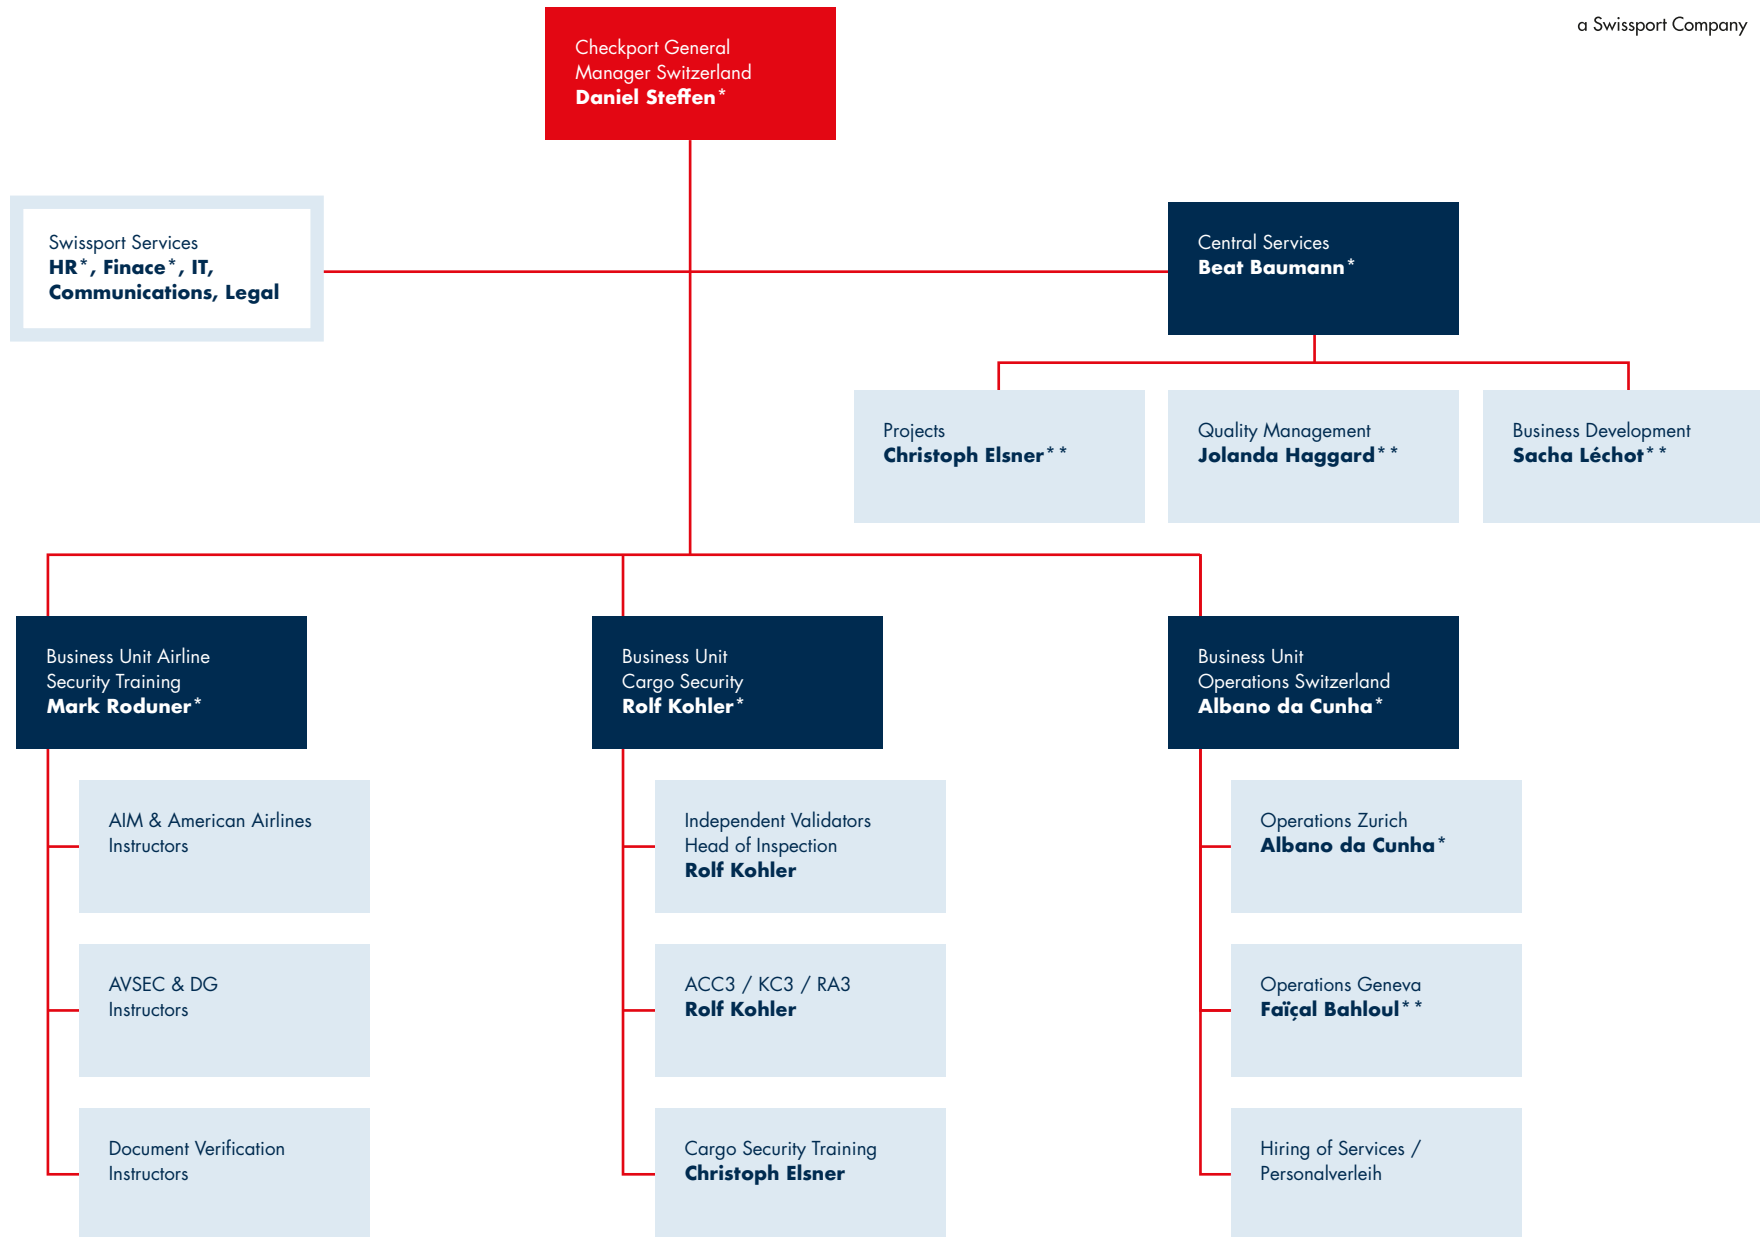 a Swissport Company
Checkport General
Manager Switzerland
Daniel Steffen*
Swissport Services
HR*, Finace*, IT,
Communications, Legal
Central Services
Beat Baumann*
Projects
Christoph Elsner**
Quality Management
Jolanda Haggard**
Business Development
Sacha Léchot**
Business Unit Airline
Security Training
Mark Roduner*
Business Unit
Cargo Security
Rolf Kohler*
Business Unit
Operations Switzerland
Albano da Cunha*
AIM & American Airlines
Instructors
Independent Validators
Head of Inspection
Rolf Kohler
Operations Zurich
Albano da Cunha*
AVSEC & DG
Instructors
ACC3 / KC3 / RA3
Rolf Kohler
Operations Geneva
Faïçal Bahloul**
Document Verification
Instructors
Cargo Security Training
Christoph Elsner
Hiring of Services /
Personalverleih